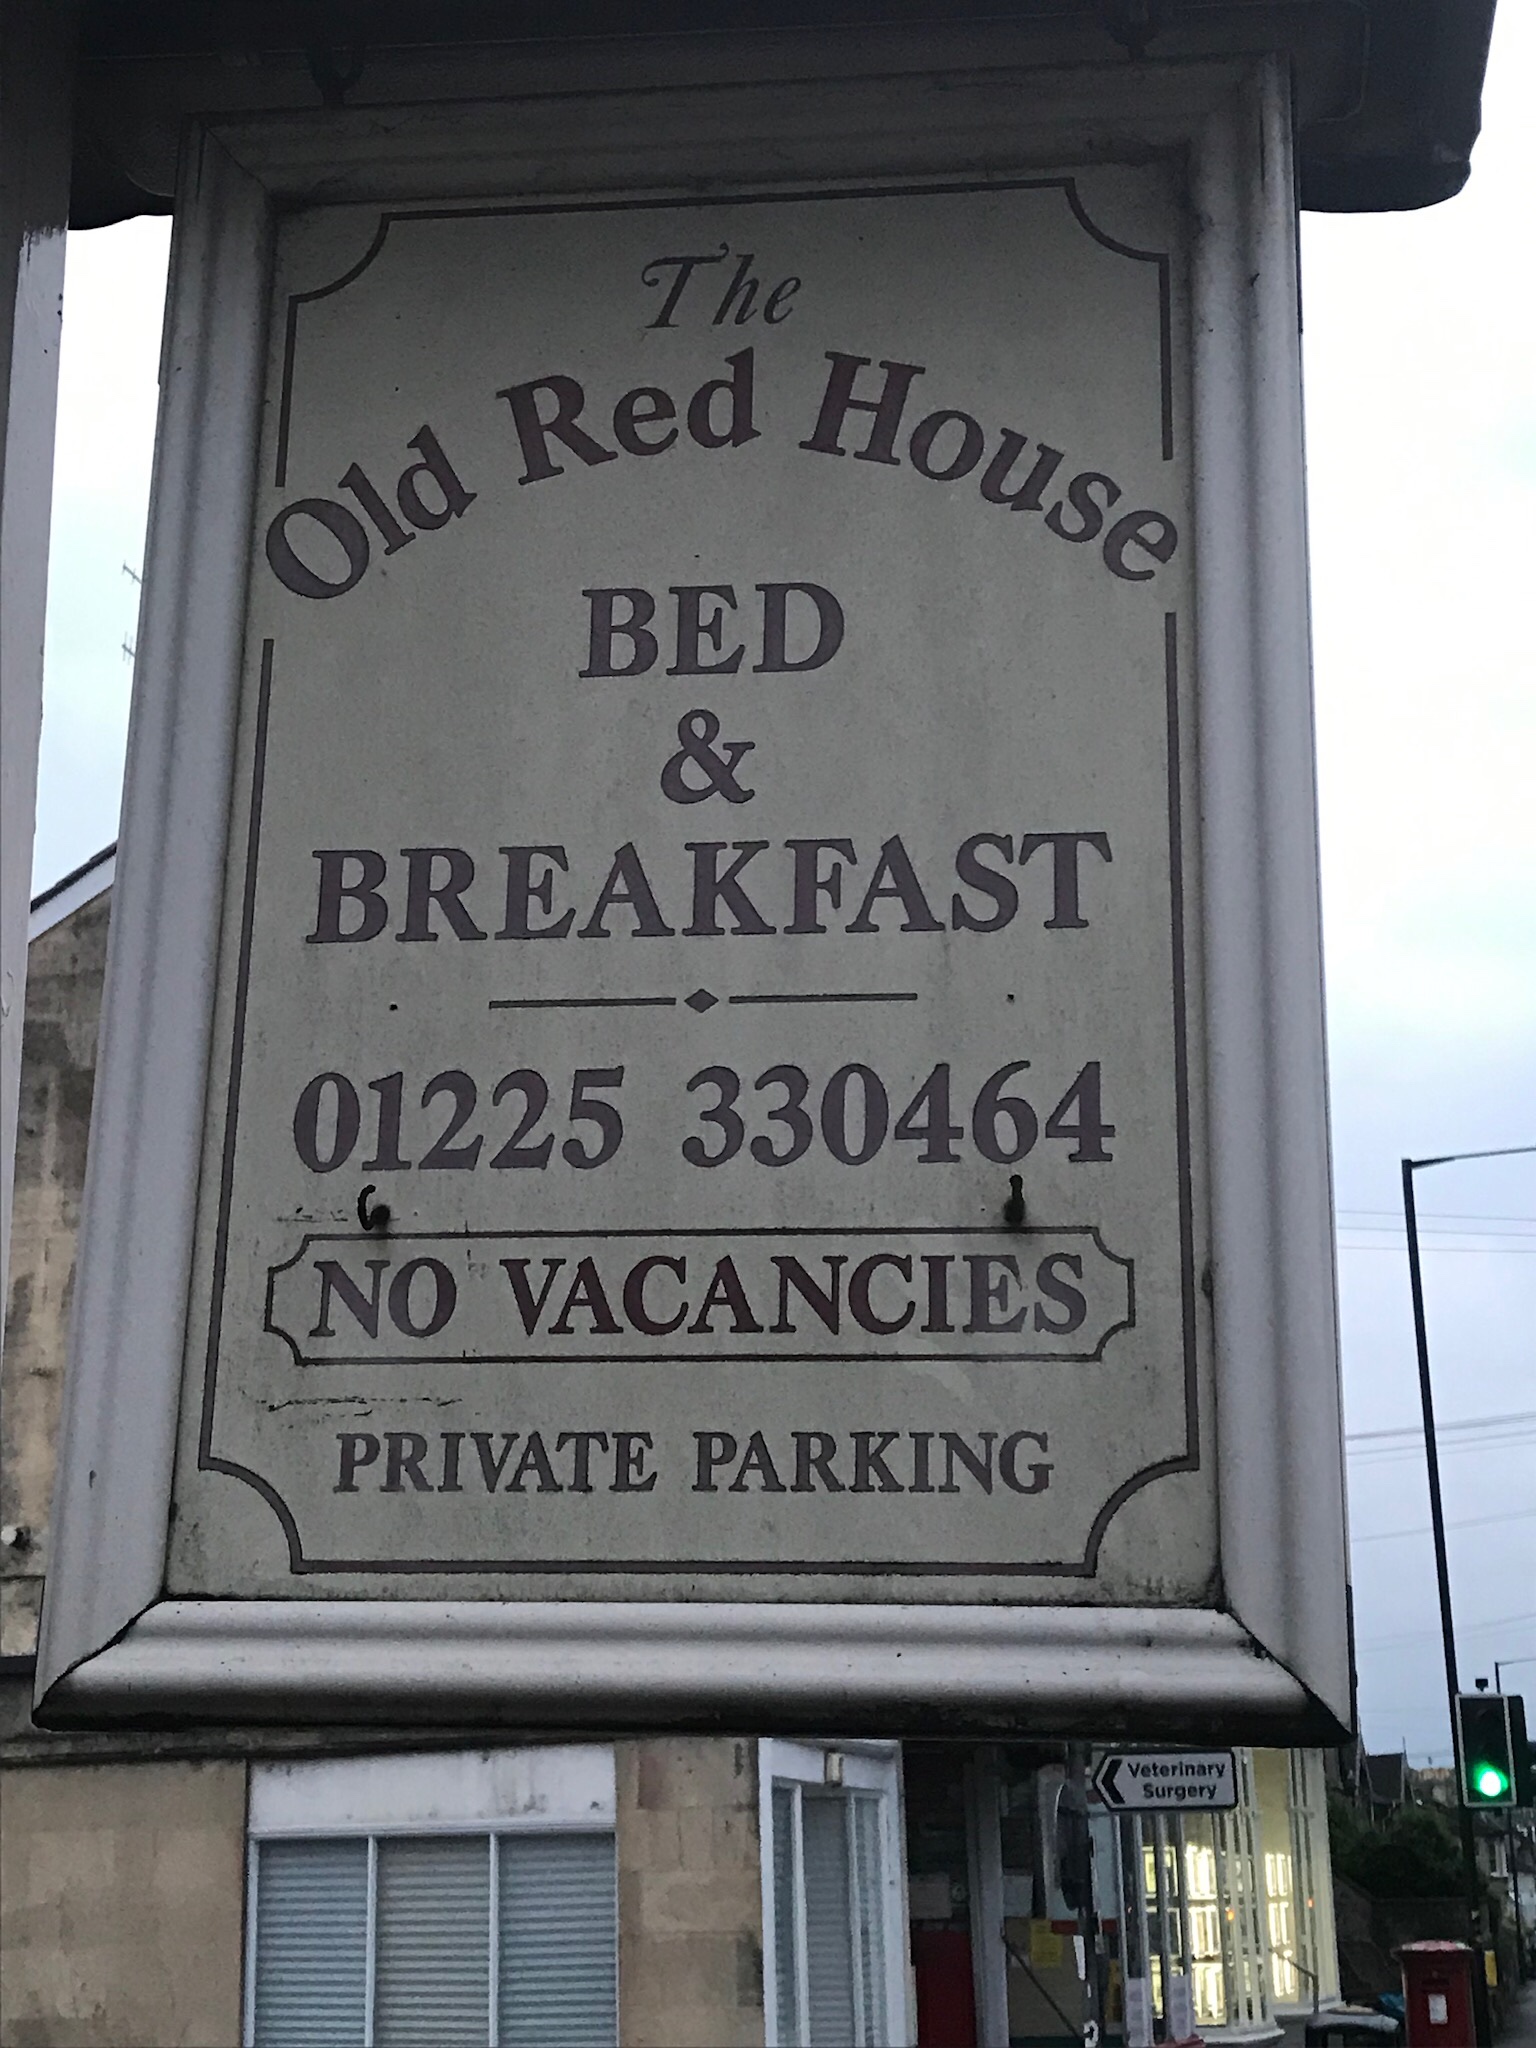 The
Old Red House
BED
&
BREAKFAST
01225 330464
NO VACANCIES
PRIVATE PARKING
Veterinary
Surgery